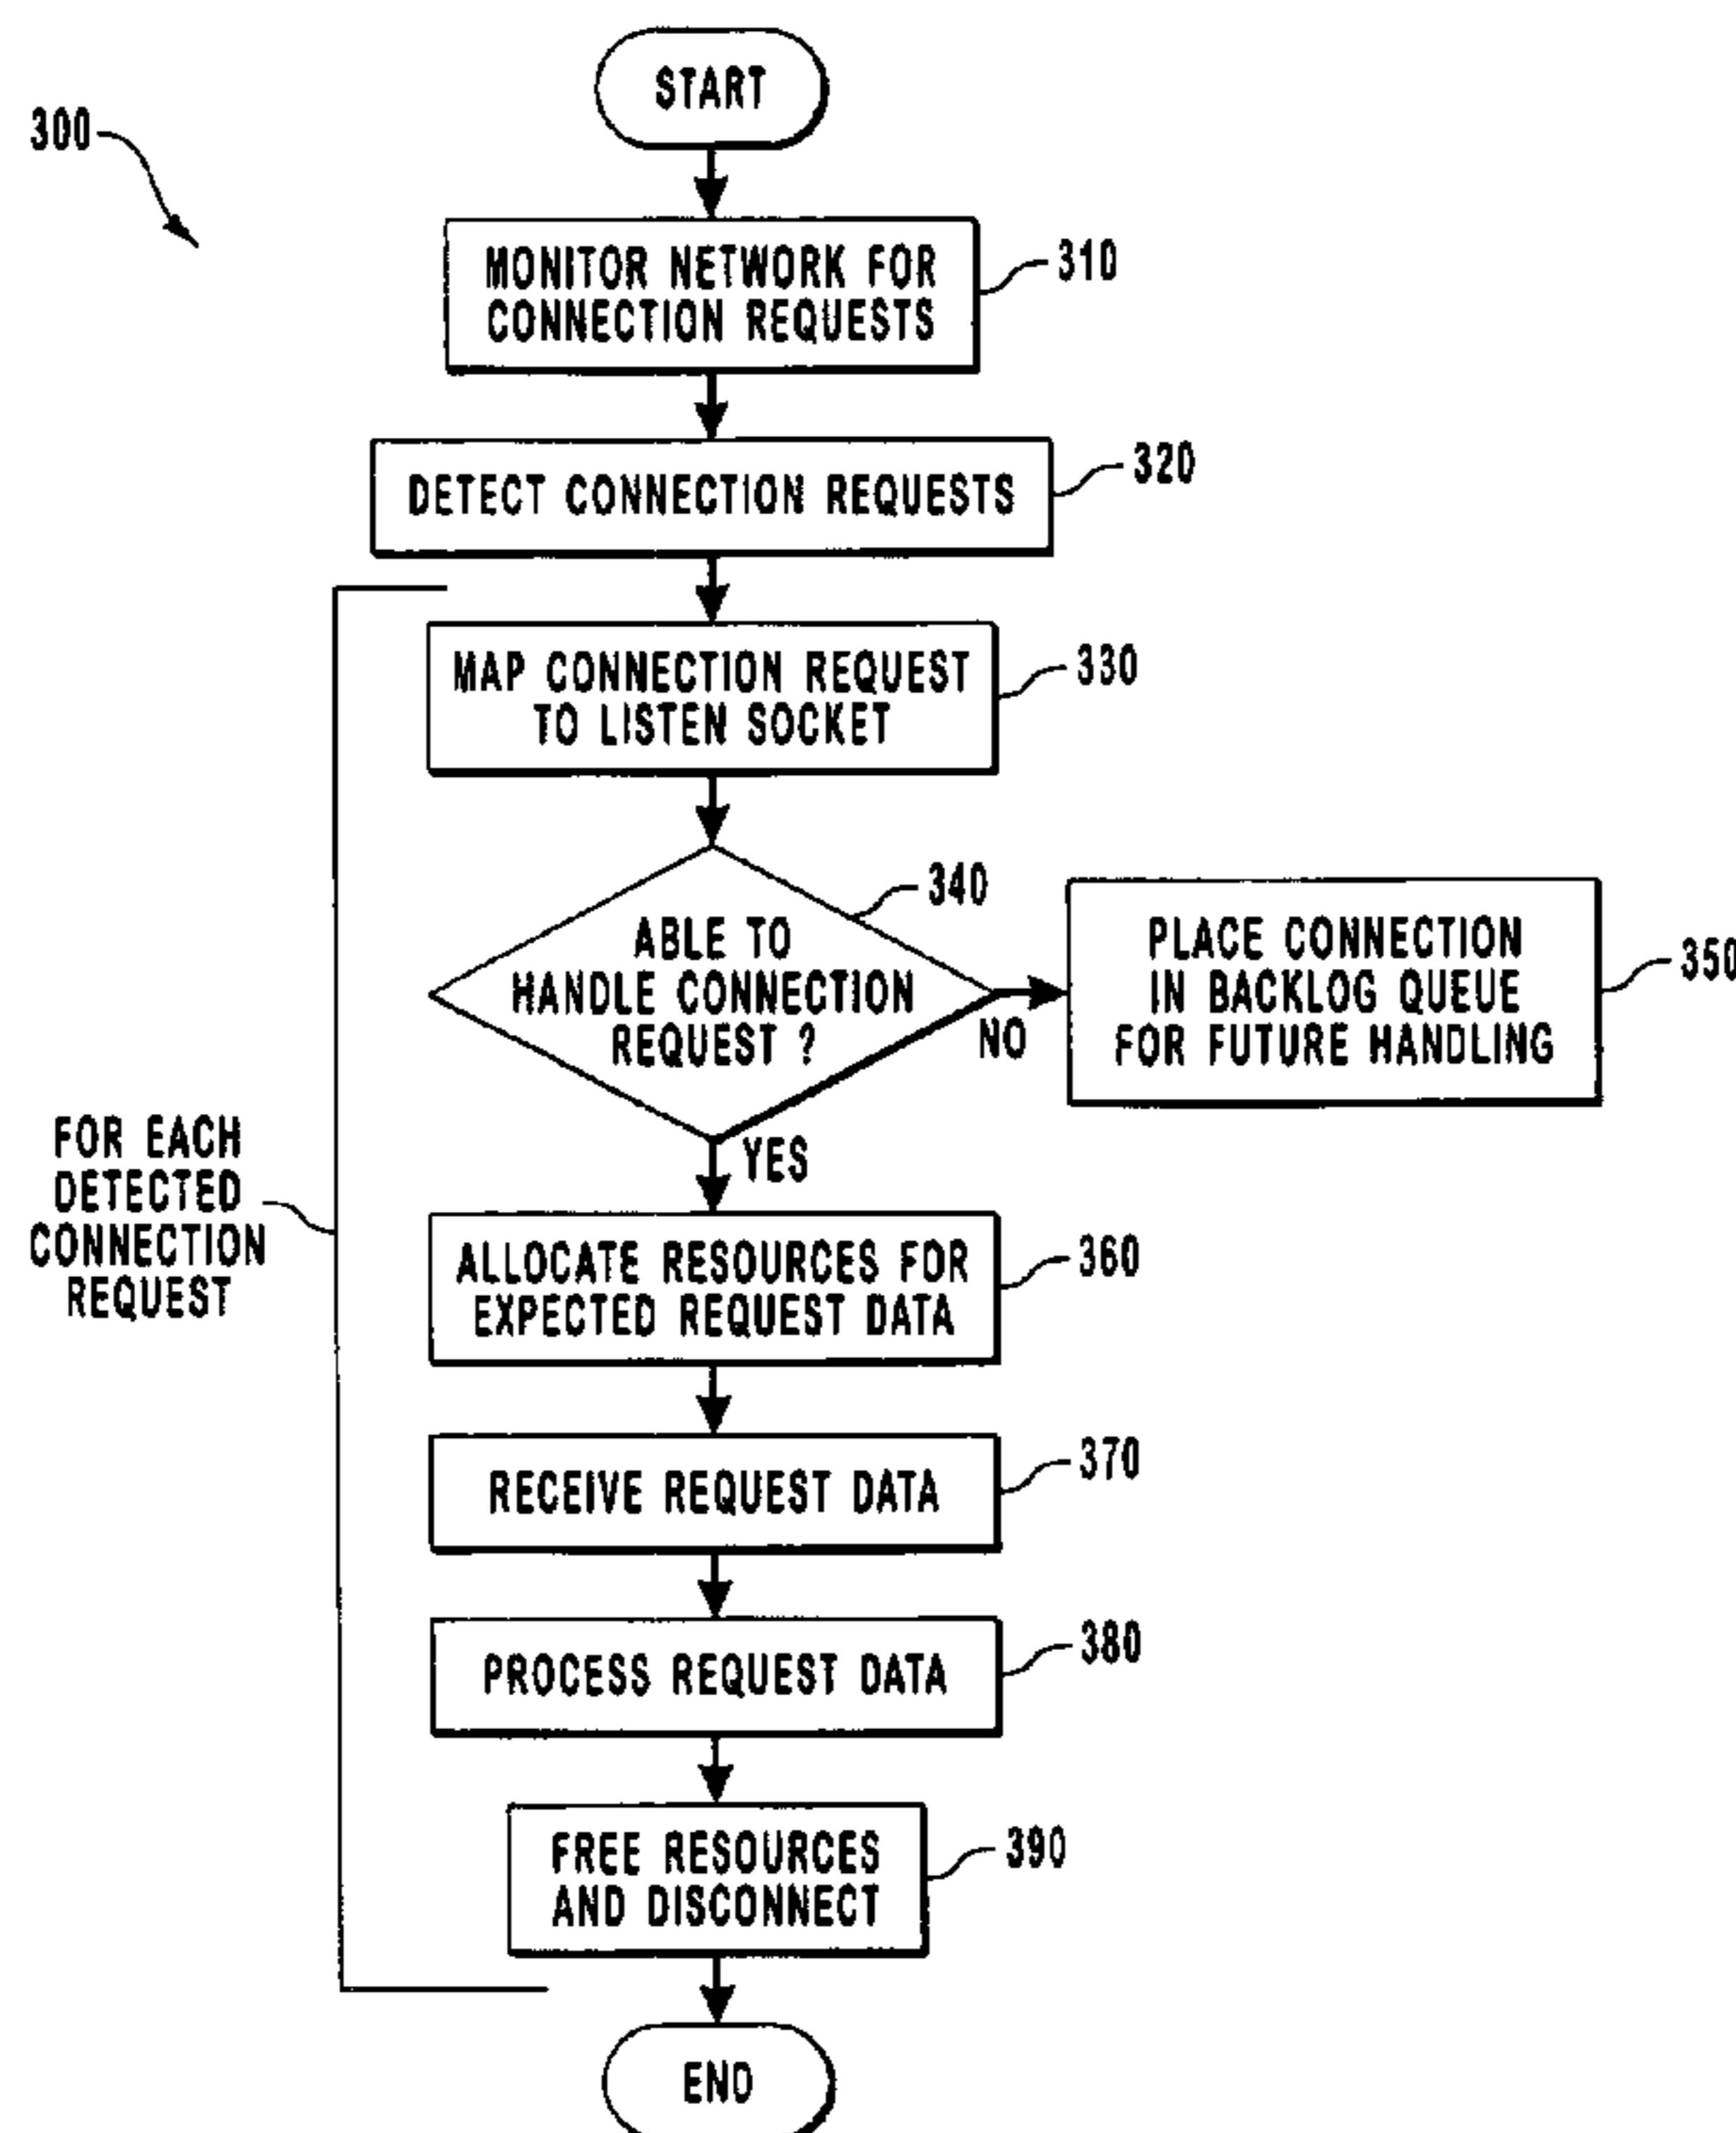 START
300
MONITOR NETWORK FOR
CONNECTION REQUESTS
310
DETECT CONNECTION REQUESTS
320
MAP CONNECTION REQUEST
TO LISTEN SOCKET
330
ABLE TO
HANDLE CONNECTION
REQUEST ?
340
NO
PLACE CONNECTION
IN BACKLOG QUEUE
FOR FUTURE HANDLING
350
YES
FOR EACH
DETECTED
CONNECTION
REQUEST
ALLOCATE RESOURCES FOR
EXPECTED REQUEST DATA
360
RECEIVE REQUEST DATA
370
PROCESS REQUEST DATA
380
FREE RESOURCES
AND DISCONNECT
390
END